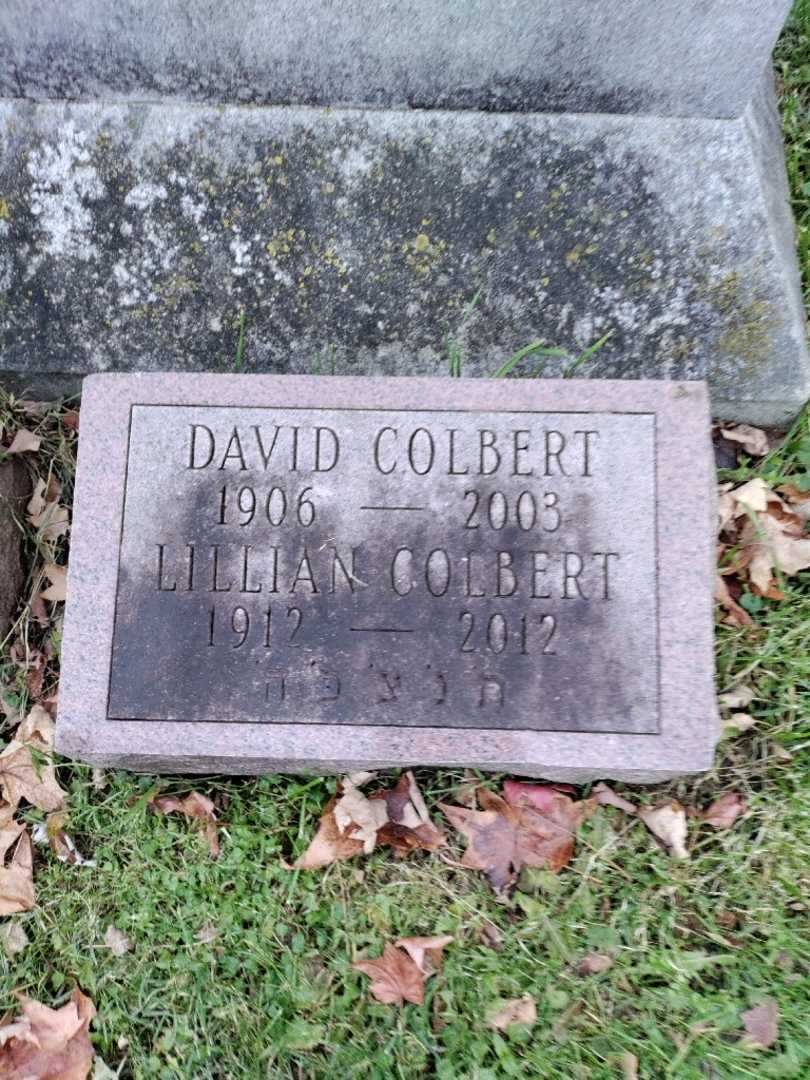 DAVID COLBERT
1906 — 2003
LILLIAN COLBERT
1912 — 2012
ת נ צ ב ה